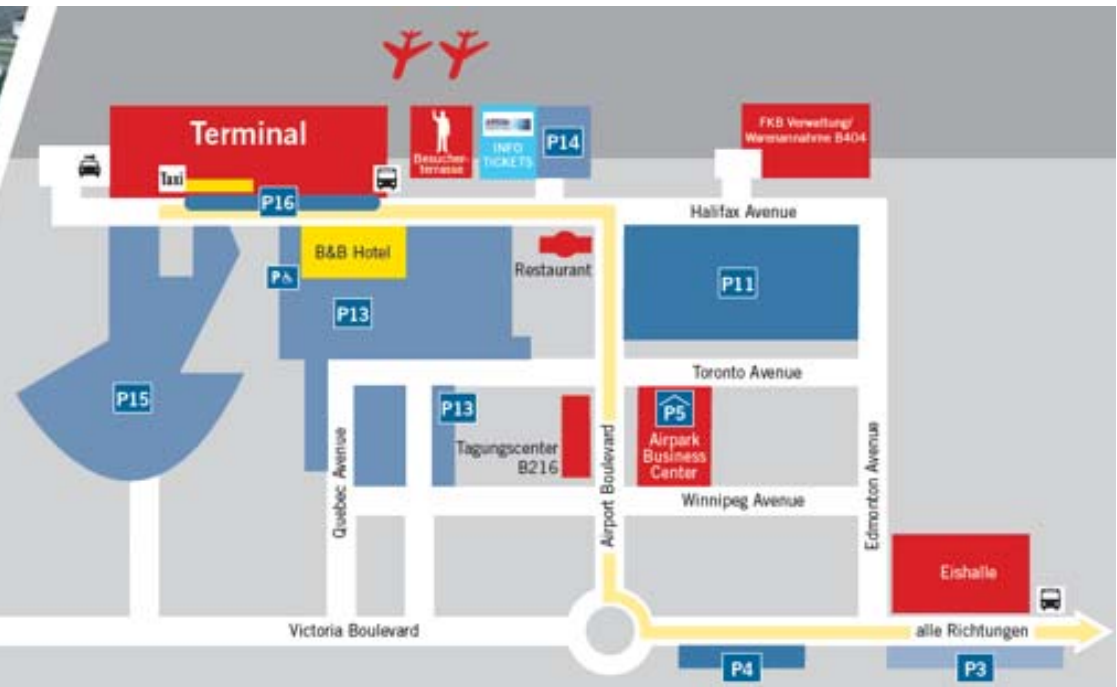 Terminal
Taxi
P16
Besucher-
terrasse
INFO
TICKETS
P14
FKB Verwaltung/
Warenannahme B404
Halifax Avenue
B&B Hotel
P
P13
Restaurant
P11
Toronto Avenue
P15
P13
Tagungscenter
B216
P5
Airpark
Business
Center
Quebec Avenue
Airport Boulevard
Winnipeg Avenue
Edmonton Avenue
Eishalle
Victoria Boulevard
alle Richtungen
P4
P3